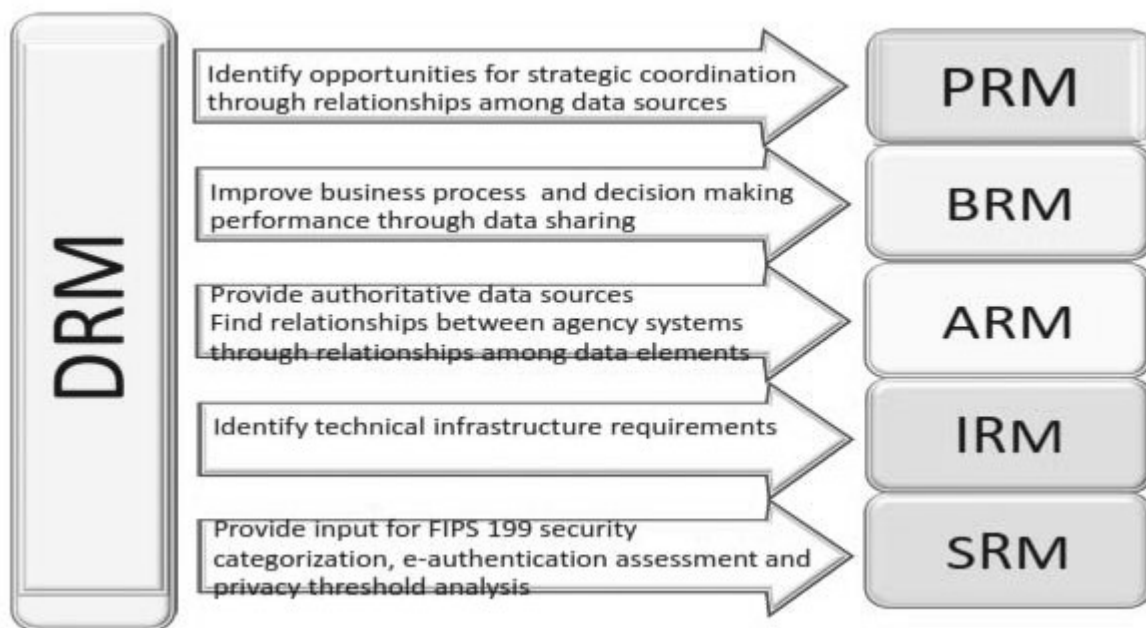 DRM
Identify opportunities for strategic coordination
through relationships among data sources
PRM
Improve business process and decision making
performance through data sharing
BRM
Provide authoritative data sources
Find relationships between agency systems
through relationships among data elements
ARM
Identify technical infrastructure requirements
IRM
Provide input for FIPS 199 security
categorization, e-authentication assessment and
privacy threshold analysis
SRM